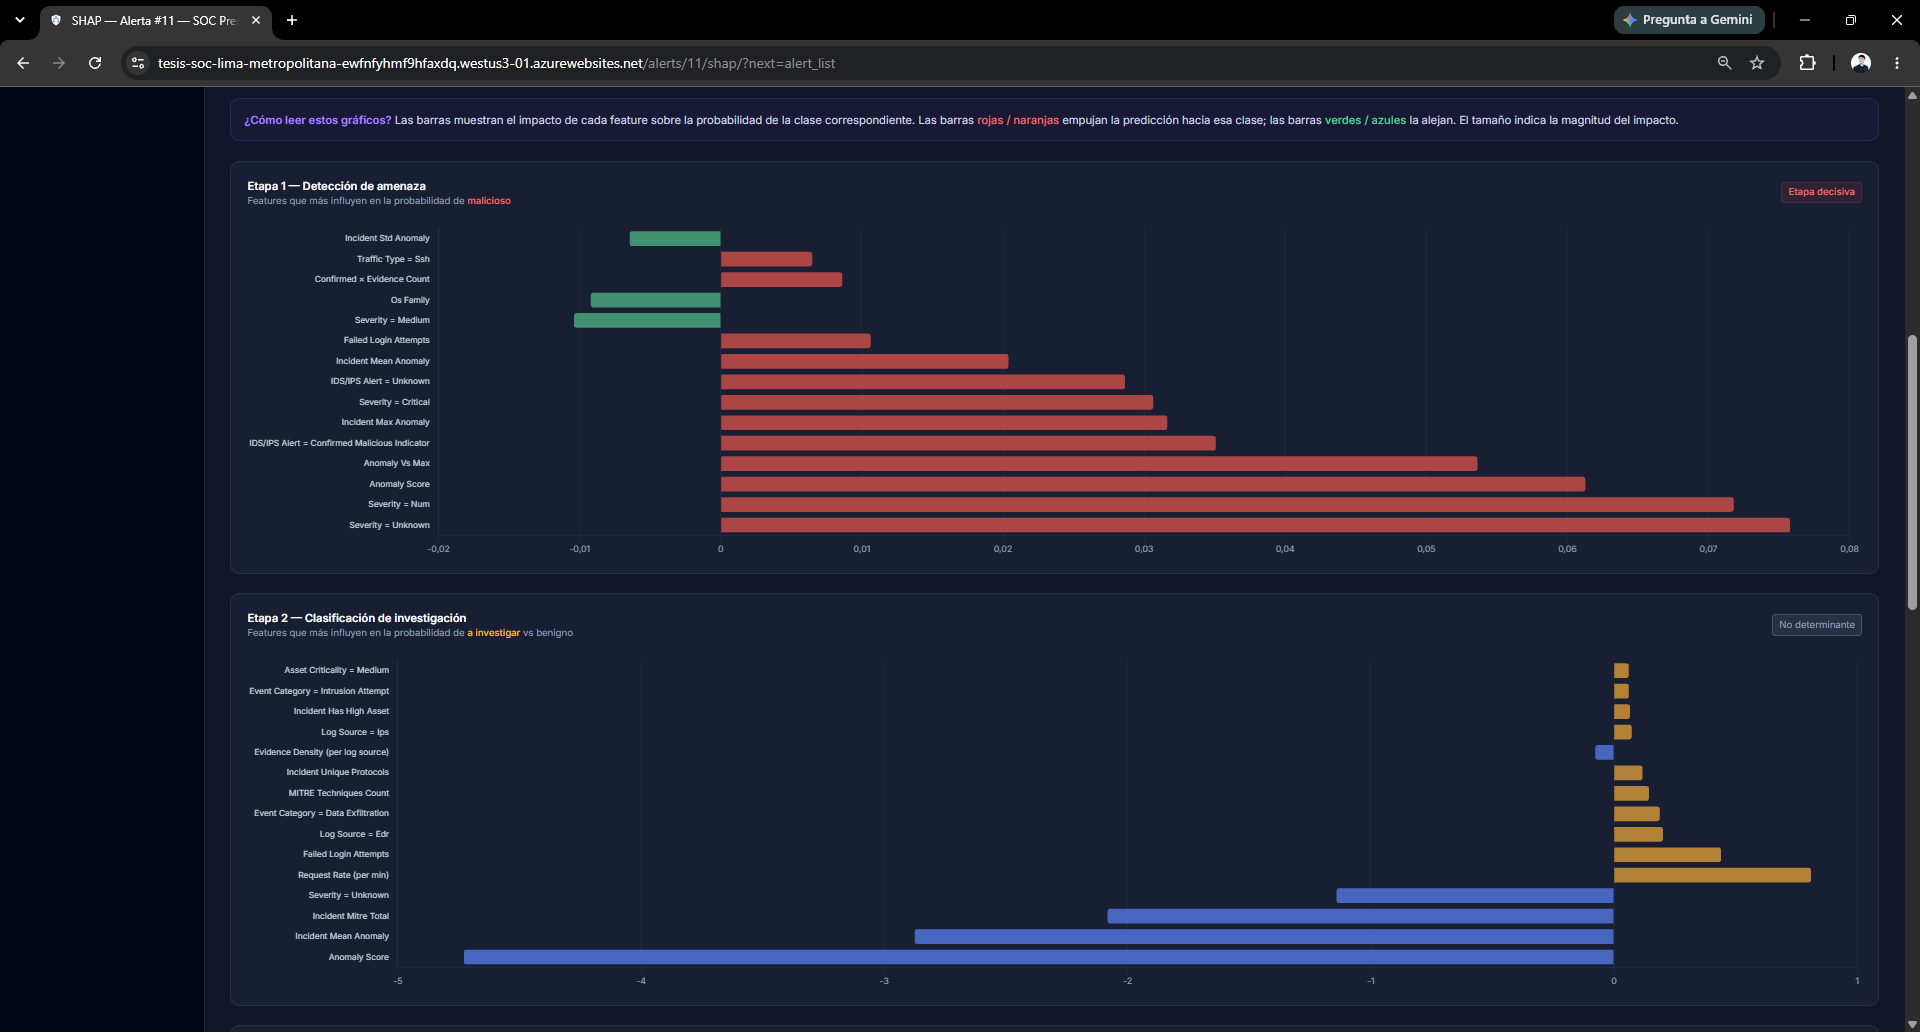 SHAP — Alerta #11 — SOC Pre
Pregunta a Gemini
tesis-soc-lima-metropolitana-ewfnfyhmf9hfaxdq.westus3-01.azurewebsites.net/alerts/11/shap/?next=alert_list
¿Cómo leer estos gráficos? Las barras muestran el impacto de cada feature sobre la probabilidad de la clase correspondiente. Las barras rojas / naranjas empujan la predicción hacia esa clase; las barras verdes / azules la alejan. El tamaño indica la magnitud del impacto.
Etapa 1 — Detección de amenaza
Features que más influyen en la probabilidad de malicioso
Etapa decisiva
Incident Std Anomaly
Traffic Type = Ssh
Confirmed × Evidence Count
Os Family
Severity = Medium
Failed Login Attempts
Incident Mean Anomaly
IDS/IPS Alert = Unknown
Severity = Critical
Incident Max Anomaly
IDS/IPS Alert = Confirmed Malicious Indicator
Anomaly Vs Max
Anomaly Score
Severity = Num
Severity = Unknown
-0,02 -0,01 0 0,01 0,02 0,03 0,04 0,05 0,06 0,07 0,08
Etapa 2 — Clasificación de investigación
Features que más influyen en la probabilidad de a investigar vs benigno
No determinante
Asset Criticality = Medium
Event Category = Intrusion Attempt
Incident Has High Asset
Log Source = Ips
Evidence Density (per log source)
Incident Unique Protocols
MITRE Techniques Count
Event Category = Data Exfiltration
Log Source = Edr
Failed Login Attempts
Request Rate (per min)
Severity = Unknown
Incident Mitre Total
Incident Mean Anomaly
Anomaly Score
-5 -4 -3 -2 -1 0 1